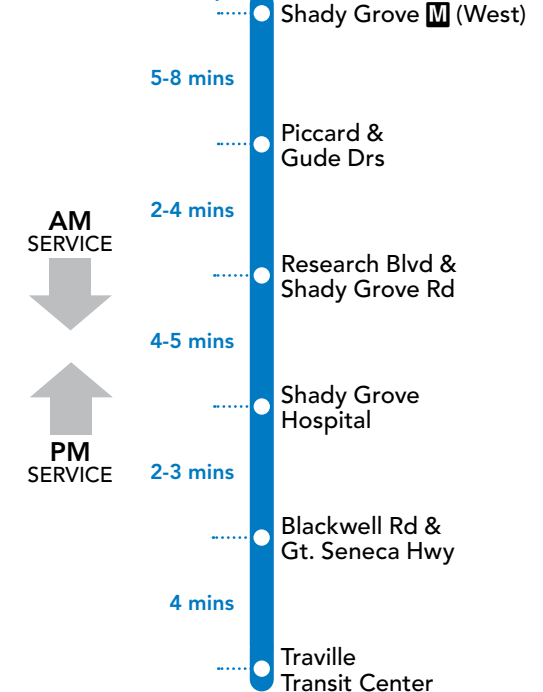 Shady Grove M (West)
5-8 mins
Piccard &
Gude Drs
2-4 mins
AM
SERVICE
Research Blvd &
Shady Grove Rd
4-5 mins
Shady Grove
Hospital
PM
SERVICE
2-3 mins
Blackwell Rd &
Gt. Seneca Hwy
4 mins
Traville
Transit Center